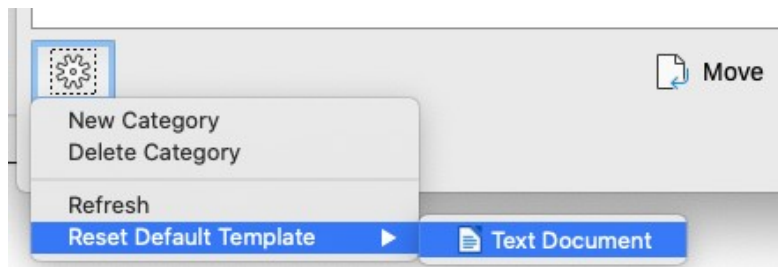 Move
New Category
Delete Category
Refresh
Reset Default Template
Text Document